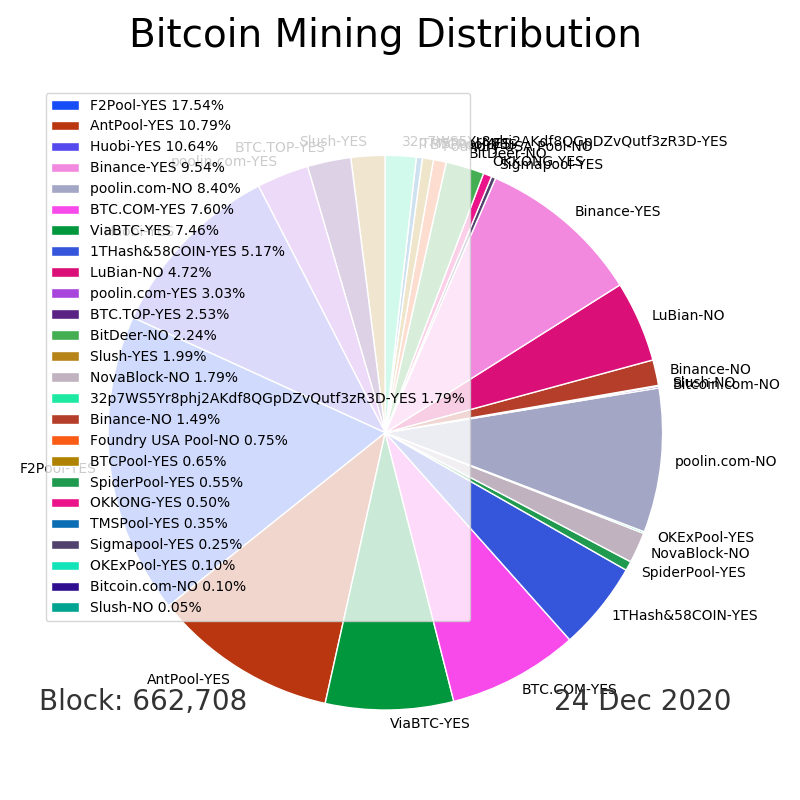 Bitcoin Mining Distribution
F2Pool-YES 17.54%
AntPool-YES 10.79%
Huobi-YES 10.64%
Binance-YES 9.54%
poolin.com-NO 8.40%
BTC.COM-YES 7.60%
ViaBTC-YES 7.46%
1THash&58COIN-YES 5.17%
LuBian-NO 4.72%
poolin.com-YES 3.03%
BTC.TOP-YES 2.53%
BitDeer-NO 2.24%
Slush-YES 1.99%
NovaBlock-NO 1.79%
32p7WS5Yr8phj2AKdf8QGpDZvQutf3zR3D-YES 1.79%
Binance-NO 1.49%
Foundry USA Pool-NO 0.75%
BTCPool-YES 0.65%
SpiderPool-YES 0.55%
OKKONG-YES 0.50%
TMSPool-YES 0.35%
Sigmapool-YES 0.25%
OKExPool-YES 0.10%
Bitcoin.com-NO 0.10%
Slush-NO 0.05%
Slush-YES
BTC.TOP-YES
poolin.com-YES
F2Pool-YES
AntPool-YES
ViaBTC-YES
BTC.COM-YES
1THash&58COIN-YES
SpiderPool-YES
NovaBlock-NO
OKExPool-YES
poolin.com-NO
Bitcoin.com-NO
Slush-NO
Binance-NO
LuBian-NO
Binance-YES
Sigmapool-YES
OKKONG-YES
BitDeer-NO
32p7WS5Yr8phj2AKdf8QGpDZvQutf3zR3D-YES
Block: 662,708
24 Dec 2020